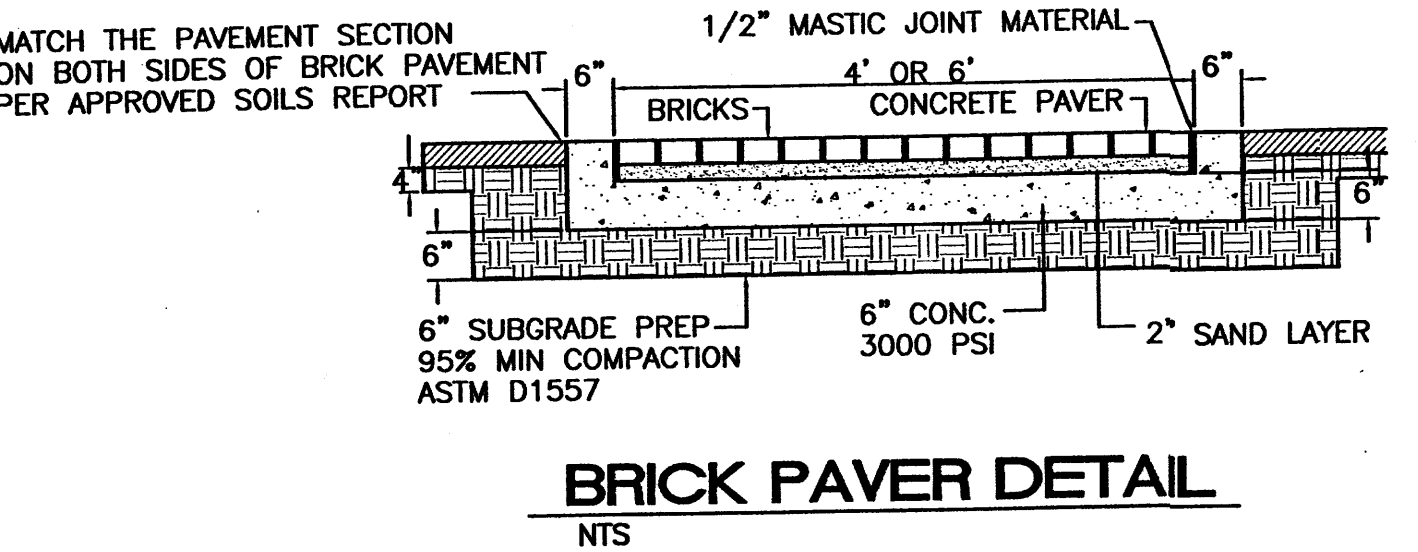 MATCH THE PAVEMENT SECTION
ON BOTH SIDES OF BRICK PAVEMENT
PER APPROVED SOILS REPORT
1/2" MASTIC JOINT MATERIAL
6"
4' OR 6'
6"
BRICKS
CONCRETE PAVER
4"
6"
6"
6" SUBGRADE PREP
95% MIN COMPACTION
ASTM D1557
6" CONC.
3000 PSI
2" SAND LAYER
BRICK PAVER DETAIL
NTS